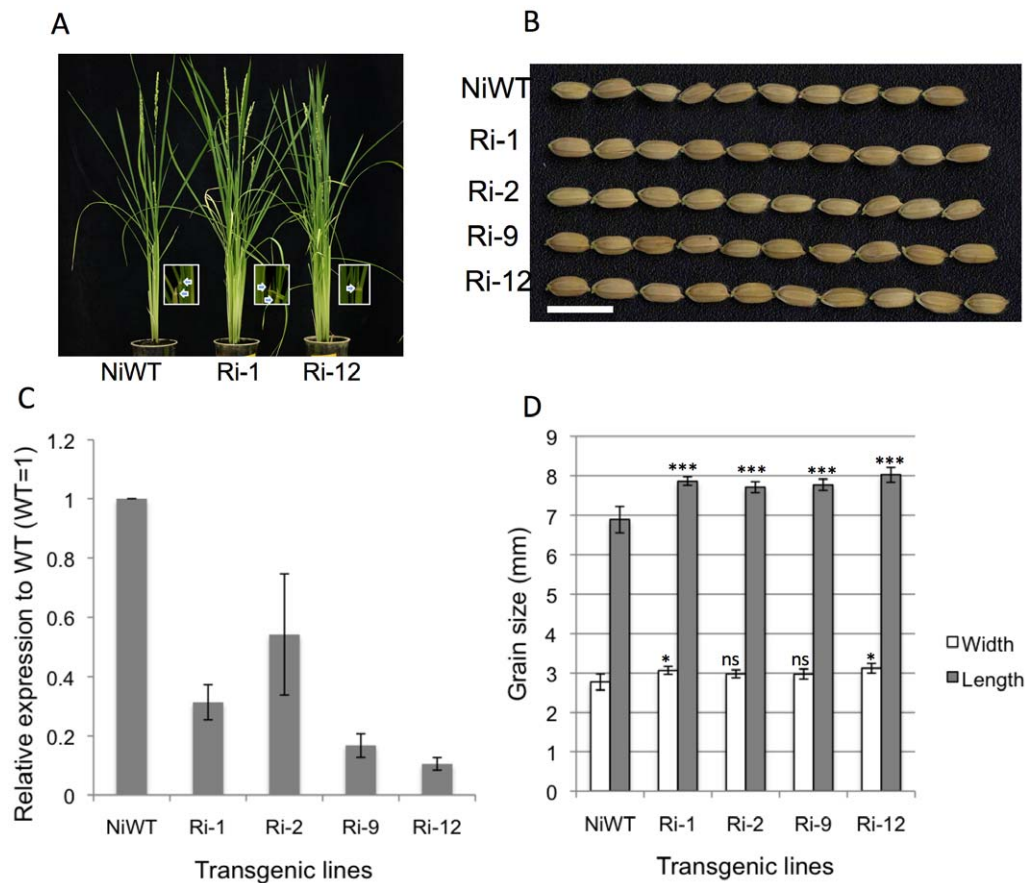 A
NiWT
Ri-1
Ri-12
B
NiWT
Ri-1
Ri-2
Ri-9
Ri-12
C
Relative expression to WT (WT=1)
1.2
1
0.8
0.6
0.4
0.2
0
NiWT
Ri-1
Ri-2
Ri-9
Ri-12
Transgenic lines
D
Grain size (mm)
9
8
7
6
5
4
3
2
1
0
***
***
***
***
*
ns
ns
*
Width
Length
NiWT
Ri-1
Ri-2
Ri-9
Ri-12
Transgenic lines